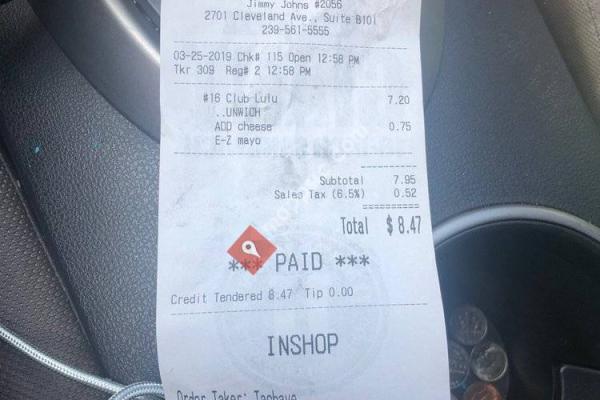 Jimmy Johns #2056
2701 Cleveland Ave., Suite B101
239-561-5555
03-25-2019 Chk# 115 Open 12:58 PM
Tkr 309 Reg# 2 12:58 PM
#16 Club Lulu 7.20
..UNWICH
ADD cheese 0.75
E-Z mayo
Subtotal 7.95
Sales Tax (6.5%) 0.52
Total $8.47
*** PAID ***
Credit Tendered 8.47 Tip 0.00
INSHOP
Order Taker: